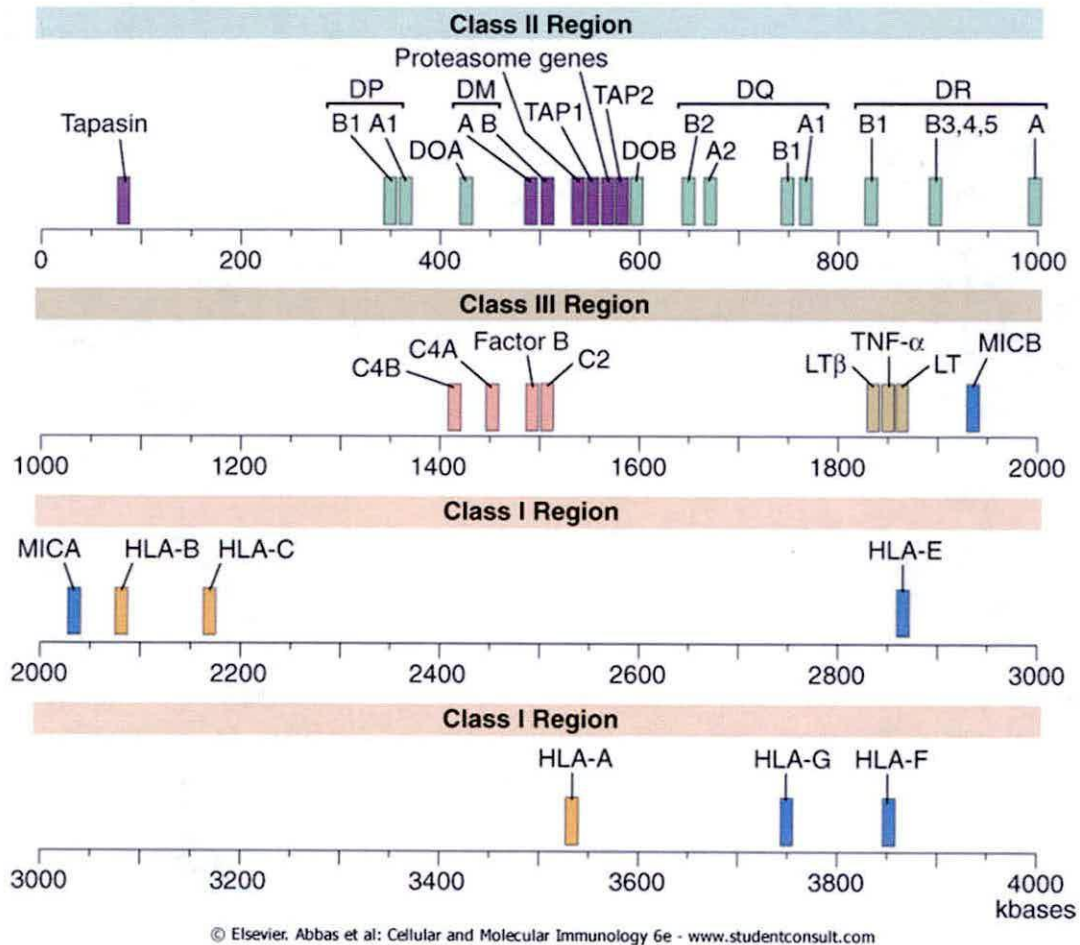 Class II Region
Proteasome genes
DP DM TAP1 TAP2 DQ DR
Tapasin B1 A1 A B B2 A1 B1 B3,4,5 A
DOA DOB A2 B1
0 200 400 600 800 1000
Class III Region
C4B C4A Factor B C2 LTβ TNF-α LT MICB
1000 1200 1400 1600 1800 2000
Class I Region
MICA HLA-B HLA-C HLA-E
2000 2200 2400 2600 2800 3000
Class I Region
HLA-A HLA-G HLA-F
3000 3200 3400 3600 3800 4000
kbases
© Elsevier. Abbas et al: Cellular and Molecular Immunology 6e - www.studentconsult.com